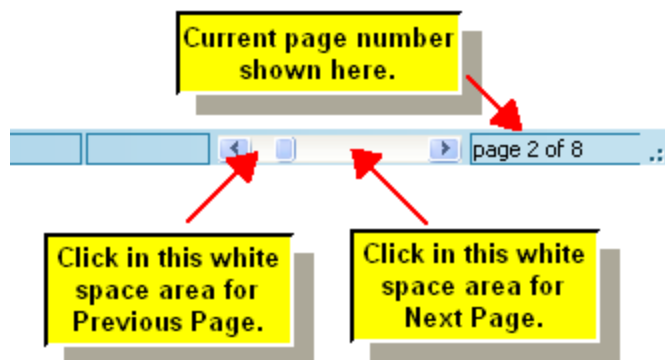 Current page number
shown here.
page 2 of 8
Click in this white
space area for
Previous Page.
Click in this white
space area for
Next Page.